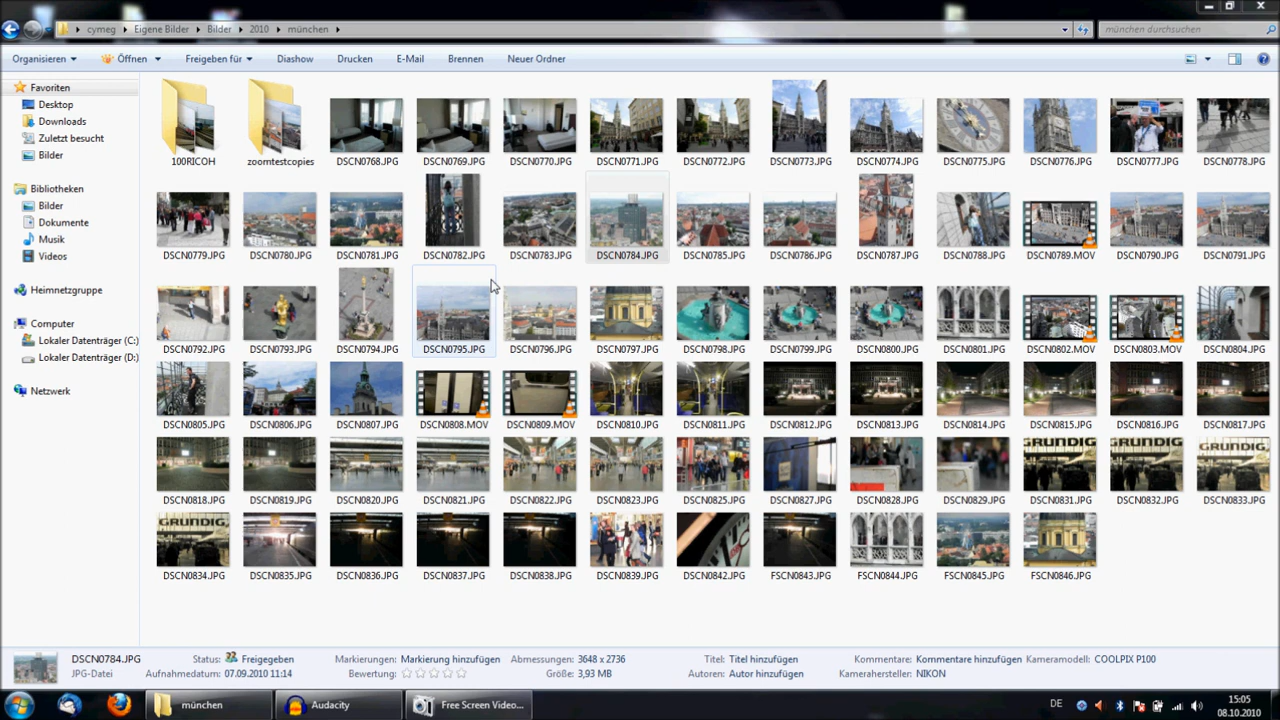 cymeg ▸ Eigene Bilder ▸ Bilder ▸ 2010 ▸ münchen ▸
münchen durchsuchen
Organisieren Öffnen Freigeben für Diashow Drucken E-Mail Brennen Neuer Ordner
Favoriten
Desktop
Downloads
Zuletzt besucht
Bilder
Bibliotheken
Bilder
Dokumente
Musik
Videos
Heimnetzgruppe
Computer
Lokaler Datenträger (C:)
Lokaler Datenträger (D:)
Netzwerk
100RICOH zoomtestcopies DSCN0768.JPG DSCN0769.JPG DSCN0770.JPG DSCN0771.JPG DSCN0772.JPG DSCN0773.JPG DSCN0774.JPG DSCN0775.JPG DSCN0776.JPG DSCN0777.JPG DSCN0778.JPG
DSCN0779.JPG DSCN0780.JPG DSCN0781.JPG DSCN0782.JPG DSCN0783.JPG DSCN0784.JPG DSCN0785.JPG DSCN0786.JPG DSCN0787.JPG DSCN0788.JPG DSCN0789.MOV DSCN0790.JPG DSCN0791.JPG
DSCN0792.JPG DSCN0793.JPG DSCN0794.JPG DSCN0795.JPG DSCN0796.JPG DSCN0797.JPG DSCN0798.JPG DSCN0799.JPG DSCN0800.JPG DSCN0801.JPG DSCN0802.MOV DSCN0803.MOV DSCN0804.JPG
DSCN0805.JPG DSCN0806.JPG DSCN0807.JPG DSCN0808.MOV DSCN0809.MOV DSCN0810.JPG DSCN0811.JPG DSCN0812.JPG DSCN0813.JPG DSCN0814.JPG DSCN0815.JPG DSCN0816.JPG DSCN0817.JPG
GRUNDIG GRUNDIG GRUNDIG
DSCN0818.JPG DSCN0819.JPG DSCN0820.JPG DSCN0821.JPG DSCN0822.JPG DSCN0823.JPG DSCN0825.JPG DSCN0827.JPG DSCN0828.JPG DSCN0829.JPG DSCN0831.JPG DSCN0832.JPG DSCN0833.JPG
GRUNDIG
DSCN0834.JPG DSCN0835.JPG DSCN0836.JPG DSCN0837.JPG DSCN0838.JPG DSCN0839.JPG DSCN0842.JPG FSCN0843.JPG FSCN0844.JPG FSCN0845.JPG FSCN0846.JPG
DSCN0784.JPG Status: Freigegeben Markierungen: Markierung hinzufügen Abmessungen: 3648 x 2736 Titel: Titel hinzufügen Kommentare: Kommentare hinzufügen Kameramodell: COOLPIX P100
JPG-Datei Aufnahmedatum: 07.09.2010 11:14 Bewertung: Größe: 3,93 MB Autoren: Autor hinzufügen Kamerahersteller: NIKON
münchen Audacity Free Screen Video... DE 15:05
08.10.2010